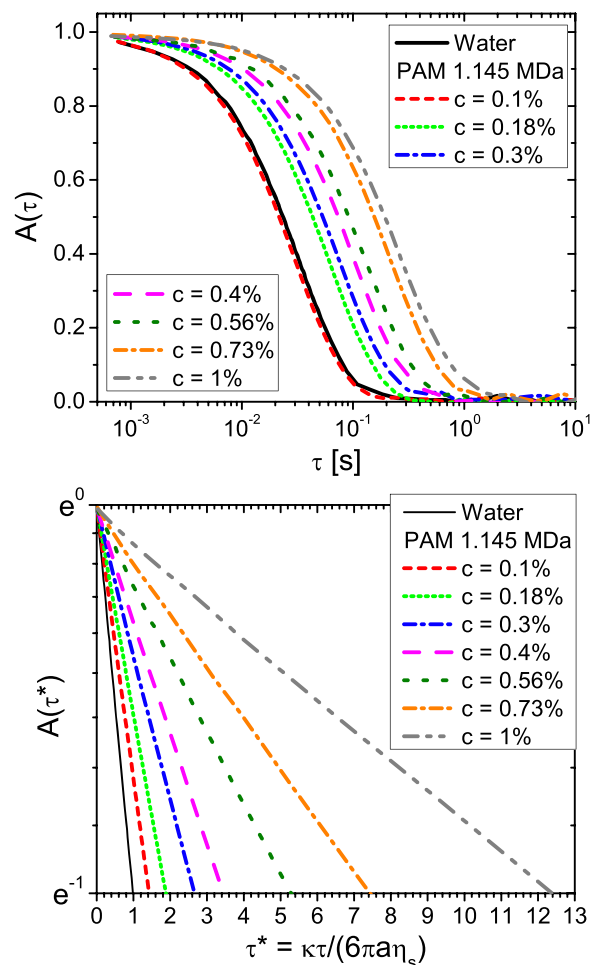 1.0
0.8
0.6
0.4
0.2
0.0
A(τ)
Water
PAM 1.145 MDa
c = 0.1%
c = 0.18%
c = 0.3%
c = 0.4%
c = 0.56%
c = 0.73%
c = 1%
10⁻³ 10⁻² 10⁻¹ 10⁰ 10¹
τ [s]
e⁰
A(τ*)
e⁻¹
Water
PAM 1.145 MDa
c = 0.1%
c = 0.18%
c = 0.3%
c = 0.4%
c = 0.56%
c = 0.73%
c = 1%
0 1 2 3 4 5 6 7 8 9 10 11 12 13
τ* = κτ/(6πaηₛ)